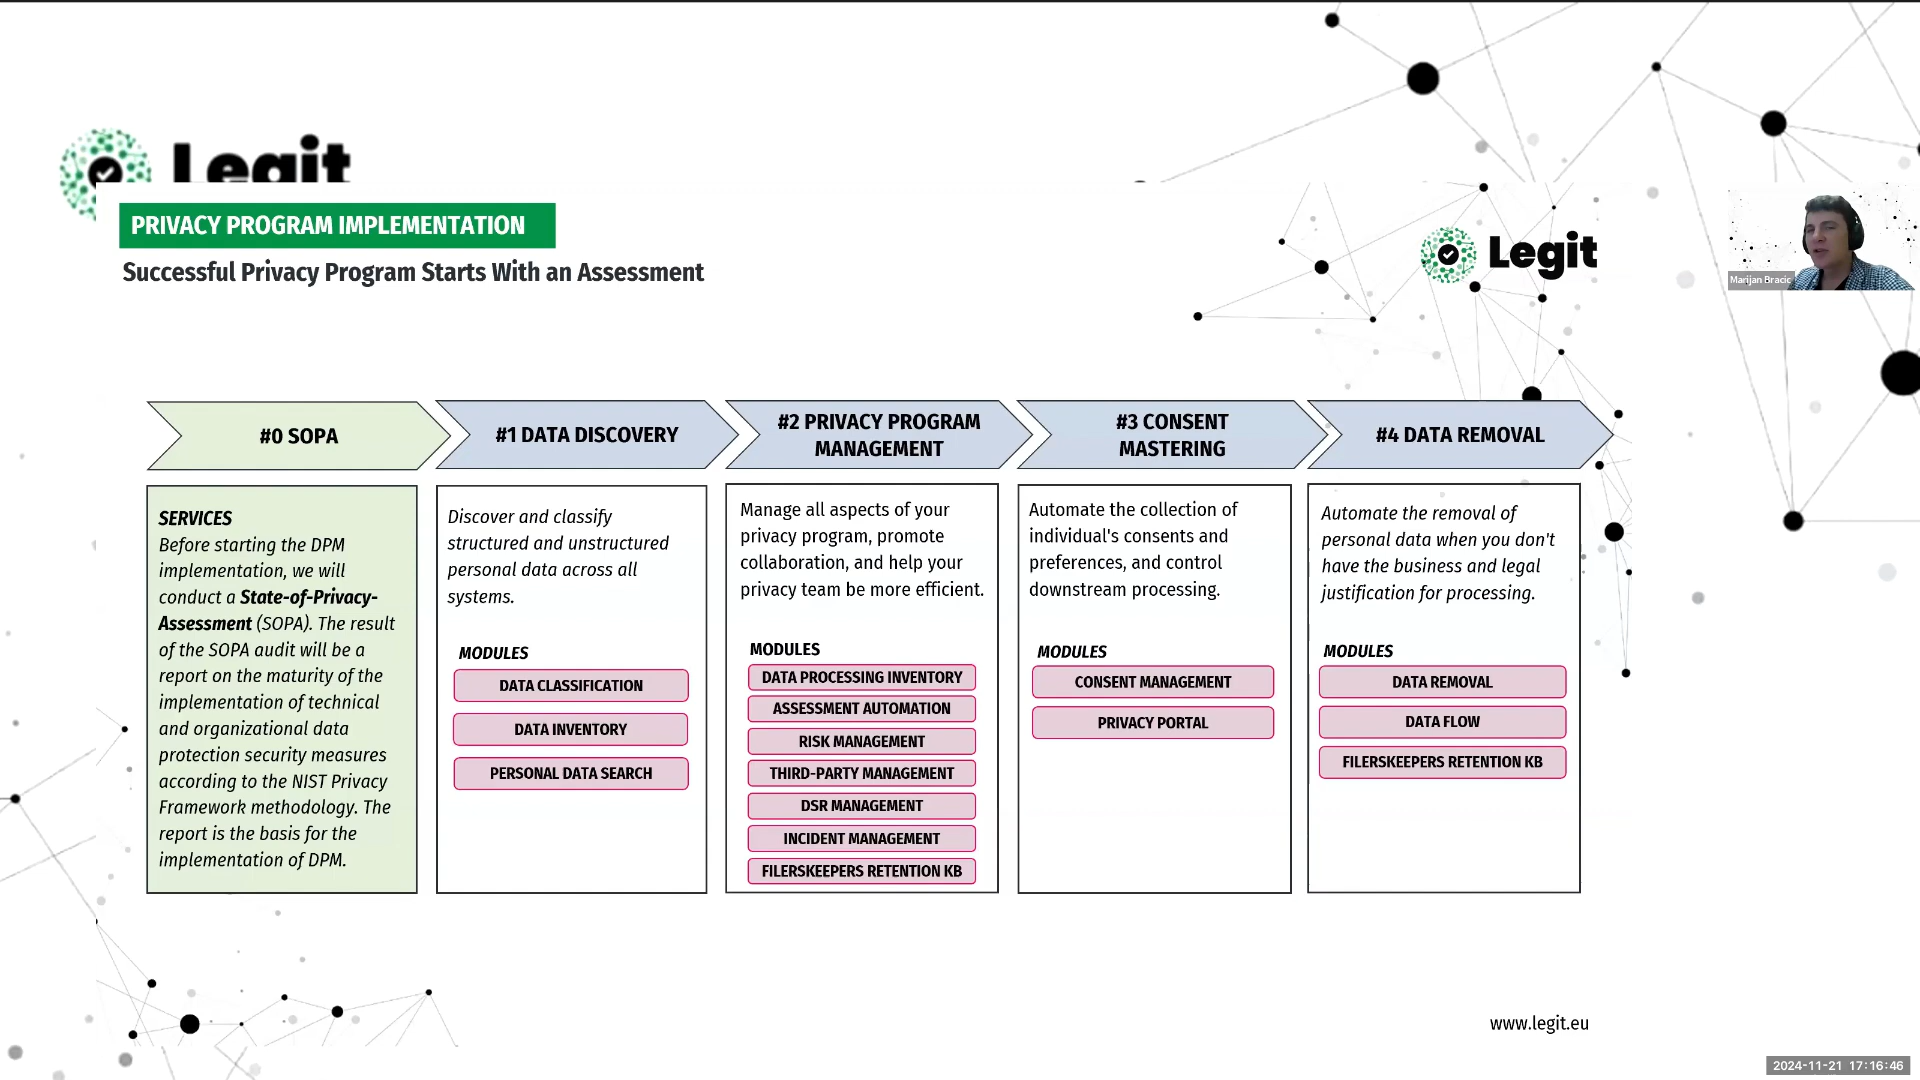 Legit
PRIVACY PROGRAM IMPLEMENTATION
Successful Privacy Program Starts With an Assessment
Legit
Marijan Bracic
#0 SOPA
SERVICES
Before starting the DPM
implementation, we will
conduct a State-of-Privacy-
Assessment (SOPA). The result
of the SOPA audit will be a
report on the maturity of the
implementation of technical
and organizational data
protection security measures
according to the NIST Privacy
Framework methodology. The
report is the basis for the
implementation of DPM.
#1 DATA DISCOVERY
Discover and classify
structured and unstructured
personal data across all
systems.
MODULES
DATA CLASSIFICATION
DATA INVENTORY
PERSONAL DATA SEARCH
#2 PRIVACY PROGRAM
MANAGEMENT
Manage all aspects of your
privacy program, promote
collaboration, and help your
privacy team be more efficient.
MODULES
DATA PROCESSING INVENTORY
ASSESSMENT AUTOMATION
RISK MANAGEMENT
THIRD-PARTY MANAGEMENT
DSR MANAGEMENT
INCIDENT MANAGEMENT
FILERSKEEPERS RETENTION KB
#3 CONSENT
MASTERING
Automate the collection of
individual's consents and
preferences, and control
downstream processing.
MODULES
CONSENT MANAGEMENT
PRIVACY PORTAL
#4 DATA REMOVAL
Automate the removal of
personal data when you don't
have the business and legal
justification for processing.
MODULES
DATA REMOVAL
DATA FLOW
FILERSKEEPERS RETENTION KB
www.legit.eu
2024-11-21 17:16:46